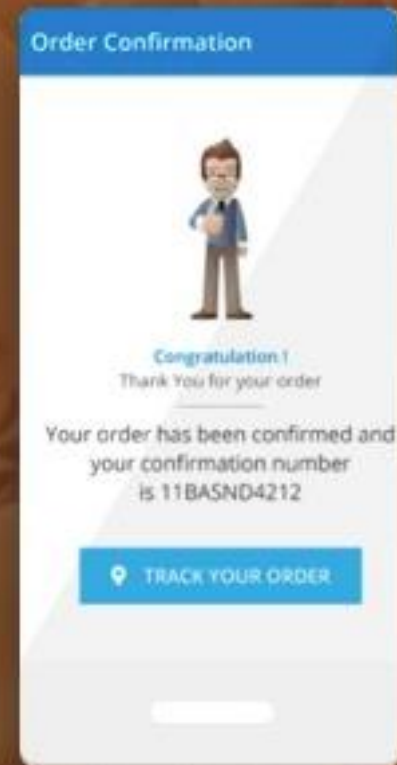 Order Confirmation
Congratulation !
Thank You for your order
Your order has been confirmed and
your confirmation number
is 11BASND4212
TRACK YOUR ORDER